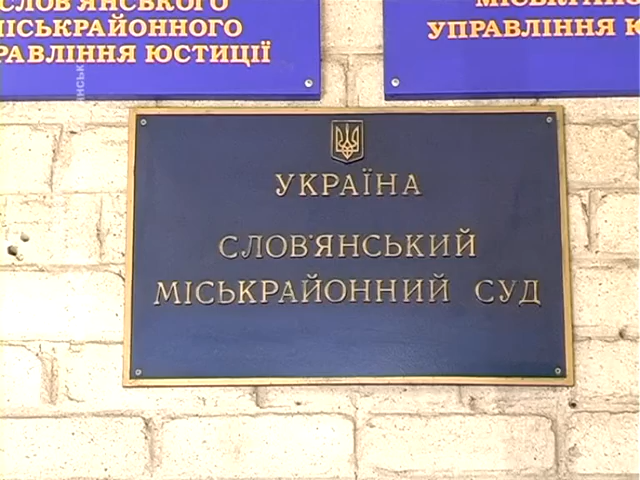 СЛОВ'ЯНСЬКОГО
МІСЬКРАЙОННОГО
УПРАВЛІННЯ ЮСТИЦІЇ
УПРАВЛІННЯ
УКРАЇНА
СЛОВ'ЯНСЬКИЙ
МІСЬКРАЙОННИЙ СУД